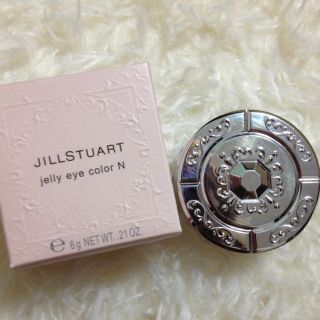 JILLSTUART
jelly eye color N
℮ 6g NET WT. .21 OZ.